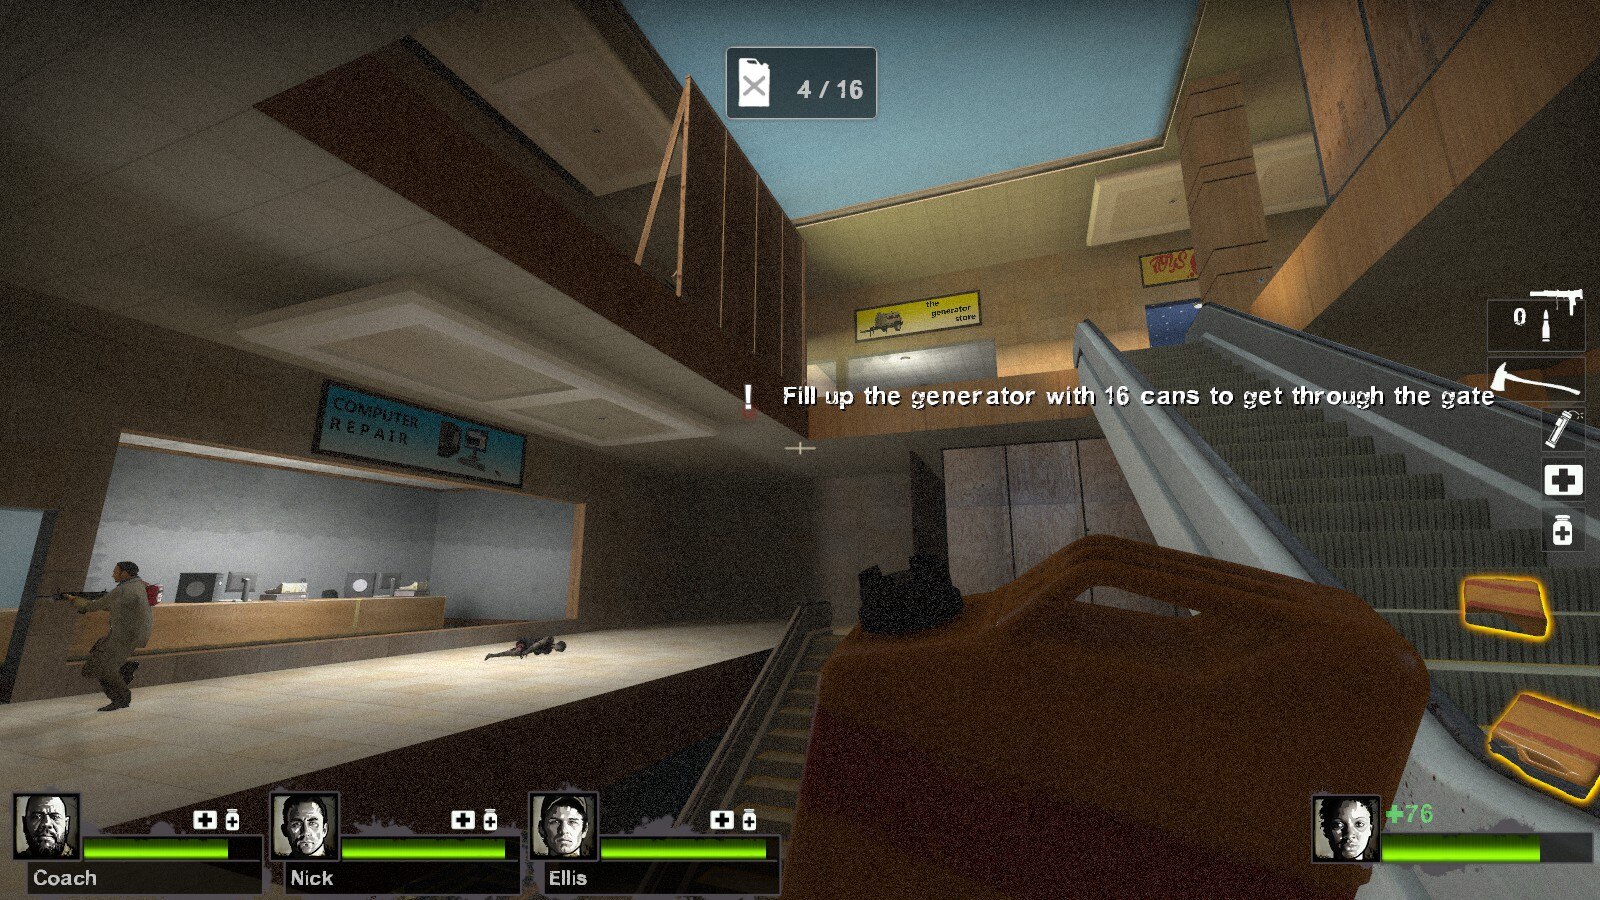 4 / 16
TOYS!
the
generator
store
0
Fill up the generator with 16 cans to get through the gate
COMPUTER
REPAIR
+76
Coach
Nick
Ellis